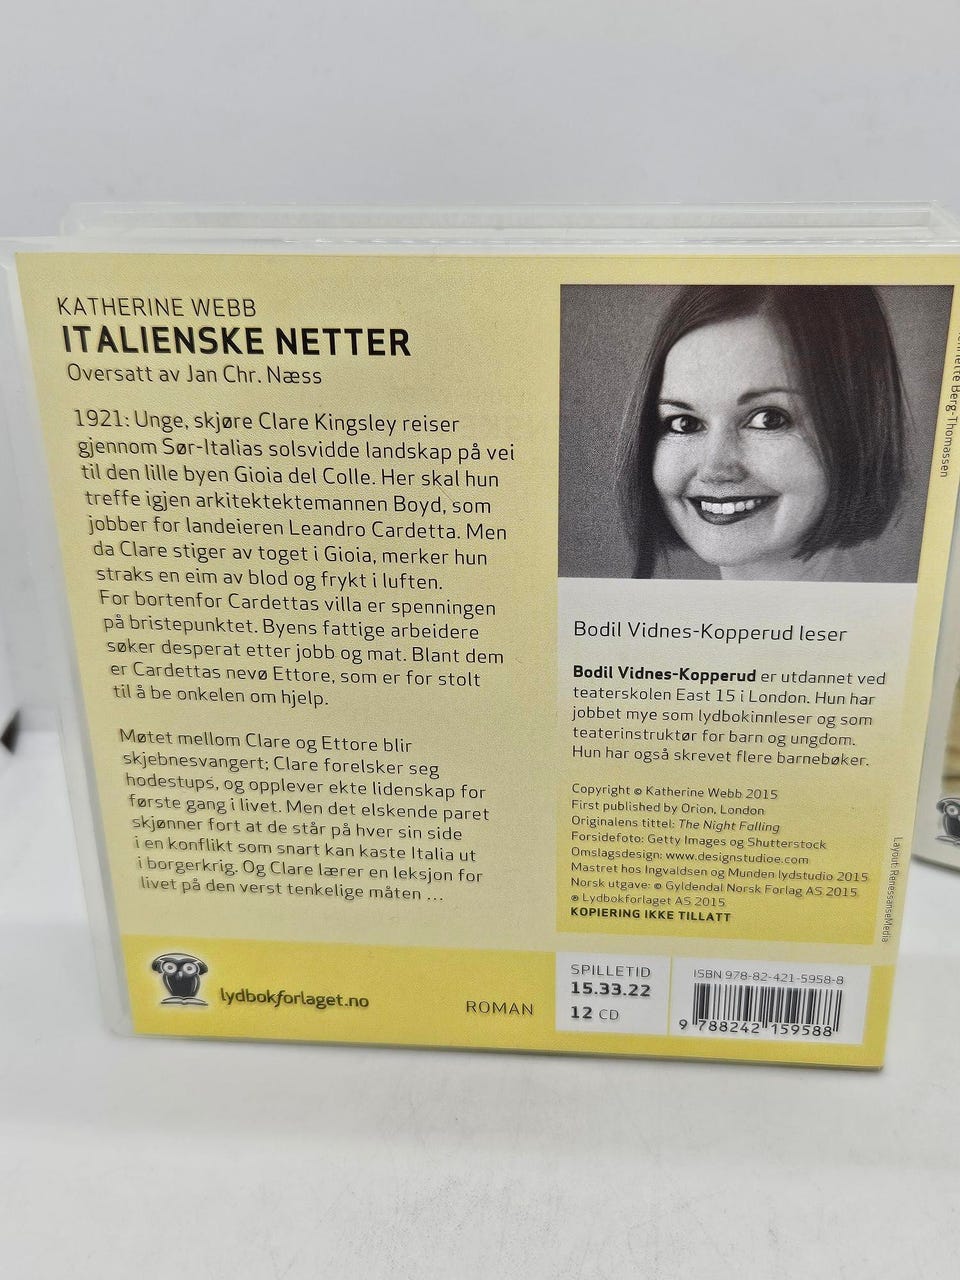 KATHERINE WEBB
ITALIENSKE NETTER
Oversatt av Jan Chr. Næss
1921: Unge, skjøre Clare Kingsley reiser
gjennom Sør-Italias solsvidde landskap på vei
til den lille byen Gioia del Colle. Her skal hun
treffe igjen arkitektektemannen Boyd, som
jobber for landeieren Leandro Cardetta. Men
da Clare stiger av toget i Gioia, merker hun
straks en eim av blod og frykt i luften.
For bortenfor Cardettas villa er spenningen
på bristepunktet. Byens fattige arbeidere
søker desperat etter jobb og mat. Blant dem
er Cardettas nevø Ettore, som er for stolt
til å be onkelen om hjelp.
Møtet mellom Clare og Ettore blir
skjebnesvangert; Clare forelsker seg
hodestups, og opplever ekte lidenskap for
første gang i livet. Men det elskende paret
skjønner fort at de står på hver sin side
i en konflikt som snart kan kaste Italia ut
i borgerkrig. Og Clare lærer en leksjon for
livet på den verst tenkelige måten ...
lydbokforlaget.no
ROMAN
Berg-Thomassen
Bodil Vidnes-Kopperud leser
Bodil Vidnes-Kopperud er utdannet ved
teaterskolen East 15 i London. Hun har
jobbet mye som lydbokinnleser og som
teaterinstruktør for barn og ungdom.
Hun har også skrevet flere barnebøker.
Copyright © Katherine Webb 2015
First published by Orion, London
Originalens tittel: The Night Falling
Forsidefoto: Getty Images og Shutterstock
Omslagsdesign: www.designstudioe.com
Mastret hos Ingvaldsen og Munden lydstudio 2015
Norsk utgave: © Gyldendal Norsk Forlag AS 2015
℗ Lydbokforlaget AS 2015
KOPIERING IKKE TILLATT
Layout: RenessanseMedia
SPILLETID
15.33.22
12 CD
ISBN 978-82-421-5958-8
9 788242 159588